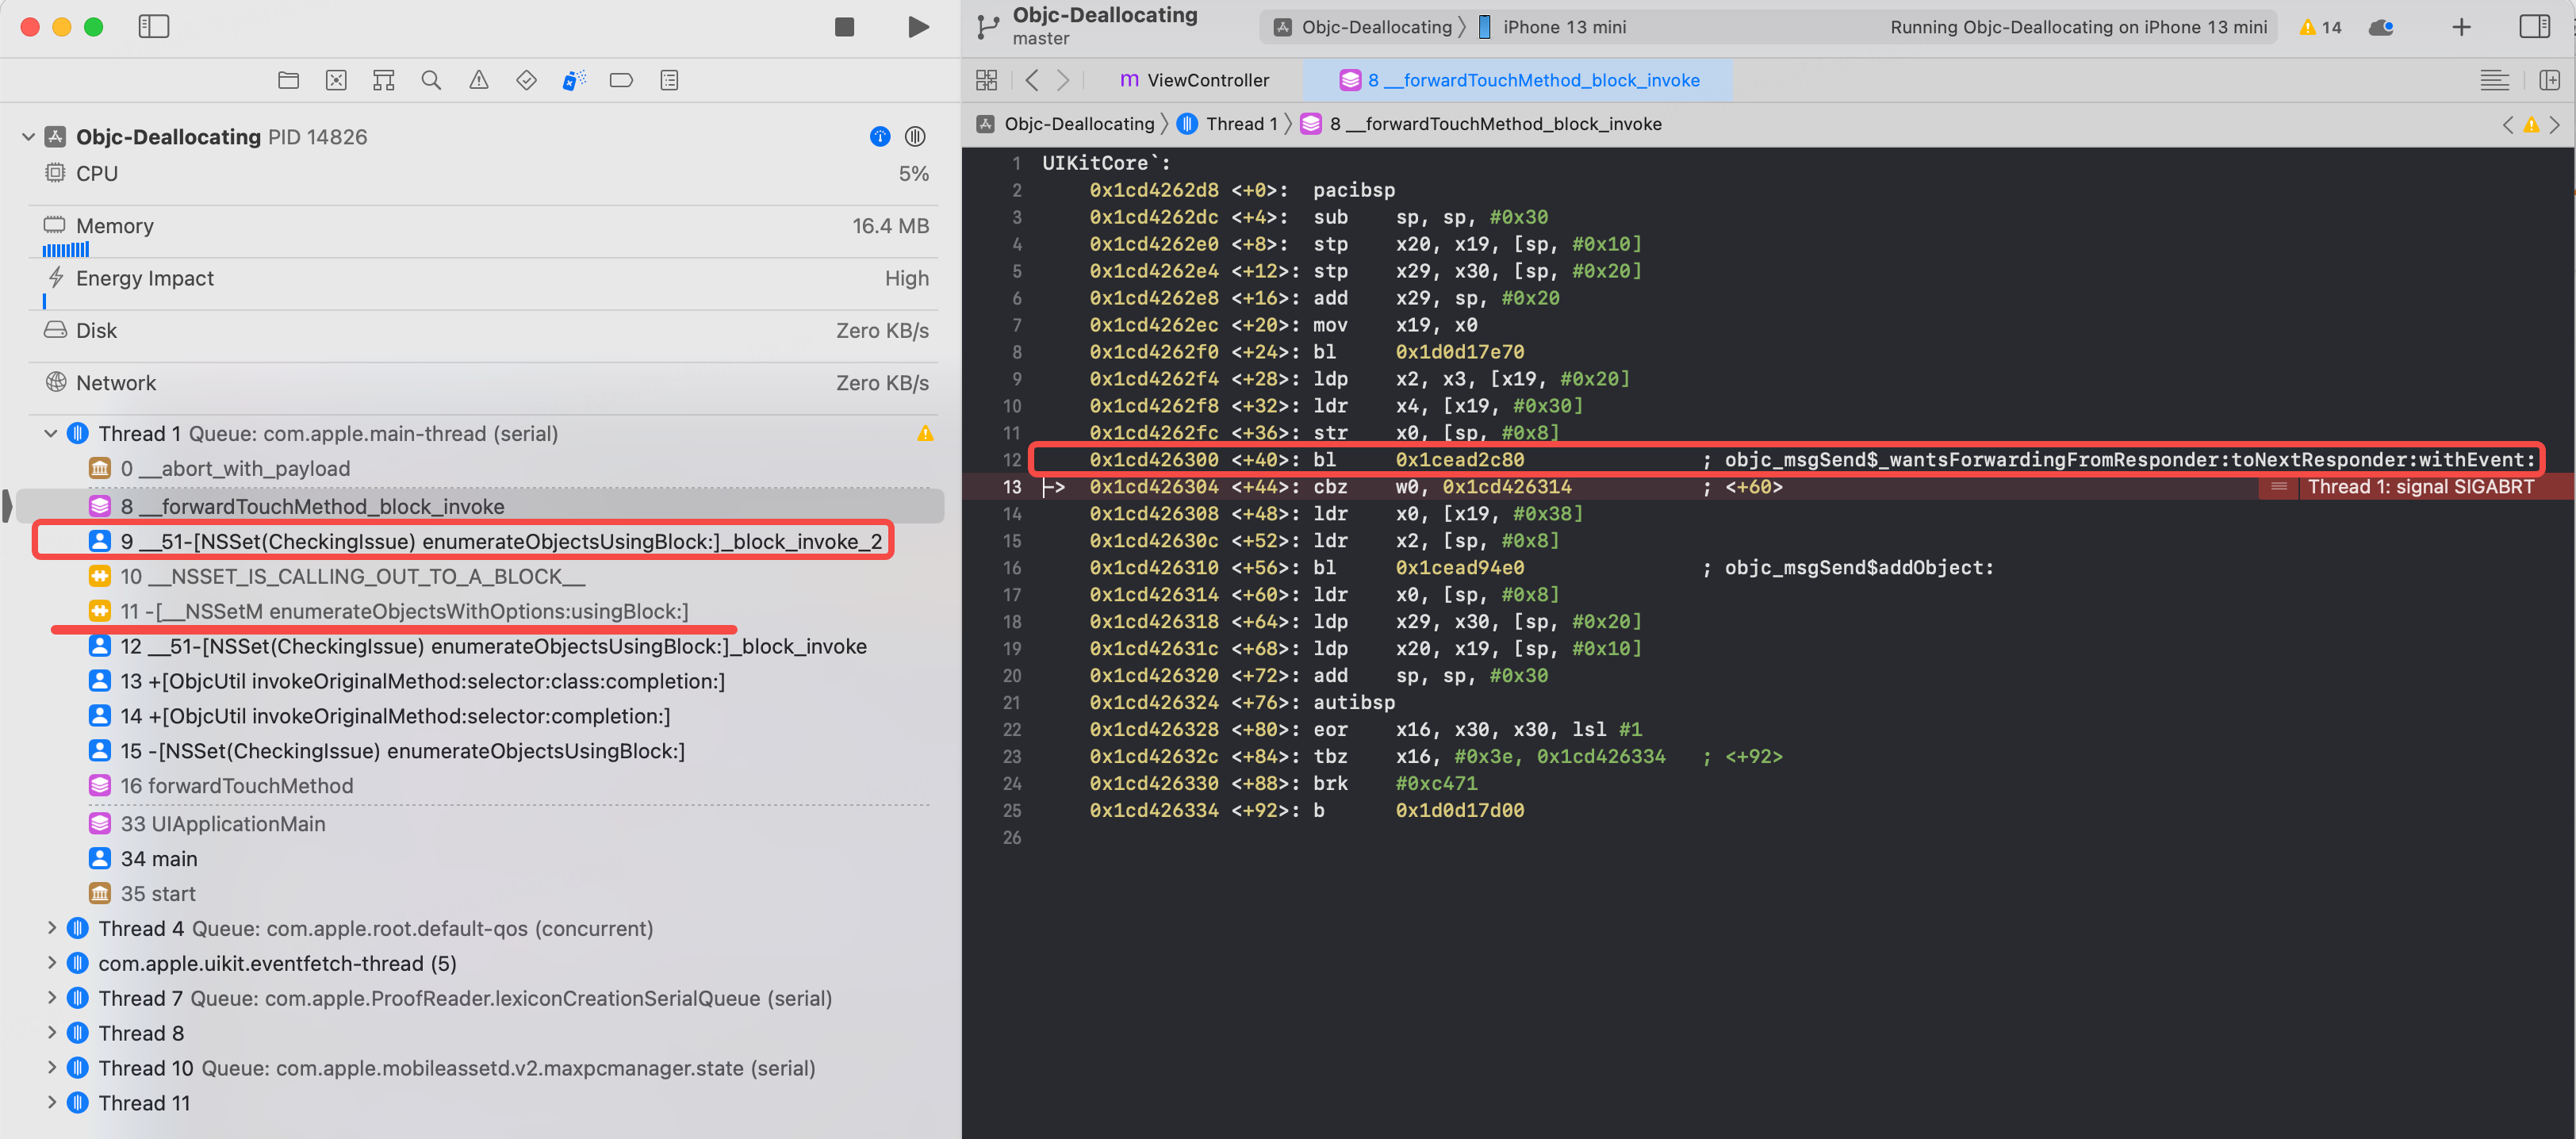 Objc-Deallocating
master
Objc-Deallocating
iPhone 13 mini
Running Objc-Deallocating on iPhone 13 mini
14
m ViewController
8 __forwardTouchMethod_block_invoke
Objc-Deallocating
Thread 1
8 __forwardTouchMethod_block_invoke
Objc-Deallocating PID 14826
CPU 5%
Memory 16.4 MB
Energy Impact High
Disk Zero KB/s
Network Zero KB/s
Thread 1 Queue: com.apple.main-thread (serial)
0 __abort_with_payload
8 __forwardTouchMethod_block_invoke
9 __51-[NSSet(CheckingIssue) enumerateObjectsUsingBlock:]_block_invoke_2
10 __NSSET_IS_CALLING_OUT_TO_A_BLOCK__
11 -[__NSSetM enumerateObjectsWithOptions:usingBlock:]
12 __51-[NSSet(CheckingIssue) enumerateObjectsUsingBlock:]_block_invoke
13 +[ObjcUtil invokeOriginalMethod:selector:class:completion:]
14 +[ObjcUtil invokeOriginalMethod:selector:completion:]
15 -[NSSet(CheckingIssue) enumerateObjectsUsingBlock:]
16 forwardTouchMethod
33 UIApplicationMain
34 main
35 start
Thread 4 Queue: com.apple.root.default-qos (concurrent)
com.apple.uikit.eventfetch-thread (5)
Thread 7 Queue: com.apple.ProofReader.lexiconCreationSerialQueue (serial)
Thread 8
Thread 10 Queue: com.apple.mobileassetd.v2.maxpcmanager.state (serial)
Thread 11
1 UIKitCore`:
2 0x1cd4262d8 <+0>: pacibsp
3 0x1cd4262dc <+4>: sub sp, sp, #0x30
4 0x1cd4262e0 <+8>: stp x20, x19, [sp, #0x10]
5 0x1cd4262e4 <+12>: stp x29, x30, [sp, #0x20]
6 0x1cd4262e8 <+16>: add x29, sp, #0x20
7 0x1cd4262ec <+20>: mov x19, x0
8 0x1cd4262f0 <+24>: bl 0x1d0d17e70
9 0x1cd4262f4 <+28>: ldp x2, x3, [x19, #0x20]
10 0x1cd4262f8 <+32>: ldr x4, [x19, #0x30]
11 0x1cd4262fc <+36>: str x0, [sp, #0x8]
12 0x1cd426300 <+40>: bl 0x1cead2c80 ; objc_msgSend$_wantsForwardingFromResponder:toNextResponder:withEvent:
13 -> 0x1cd426304 <+44>: cbz w0, 0x1cd426314 ; <+60> Thread 1: signal SIGABRT
14 0x1cd426308 <+48>: ldr x0, [x19, #0x38]
15 0x1cd42630c <+52>: ldr x2, [sp, #0x8]
16 0x1cd426310 <+56>: bl 0x1cead94e0 ; objc_msgSend$addObject:
17 0x1cd426314 <+60>: ldr x0, [sp, #0x8]
18 0x1cd426318 <+64>: ldp x29, x30, [sp, #0x20]
19 0x1cd42631c <+68>: ldp x20, x19, [sp, #0x10]
20 0x1cd426320 <+72>: add sp, sp, #0x30
21 0x1cd426324 <+76>: autibsp
22 0x1cd426328 <+80>: eor x16, x30, x30, lsl #1
23 0x1cd42632c <+84>: tbz x16, #0x3e, 0x1cd426334 ; <+92>
24 0x1cd426330 <+88>: brk #0xc471
25 0x1cd426334 <+92>: b 0x1d0d17d00
26